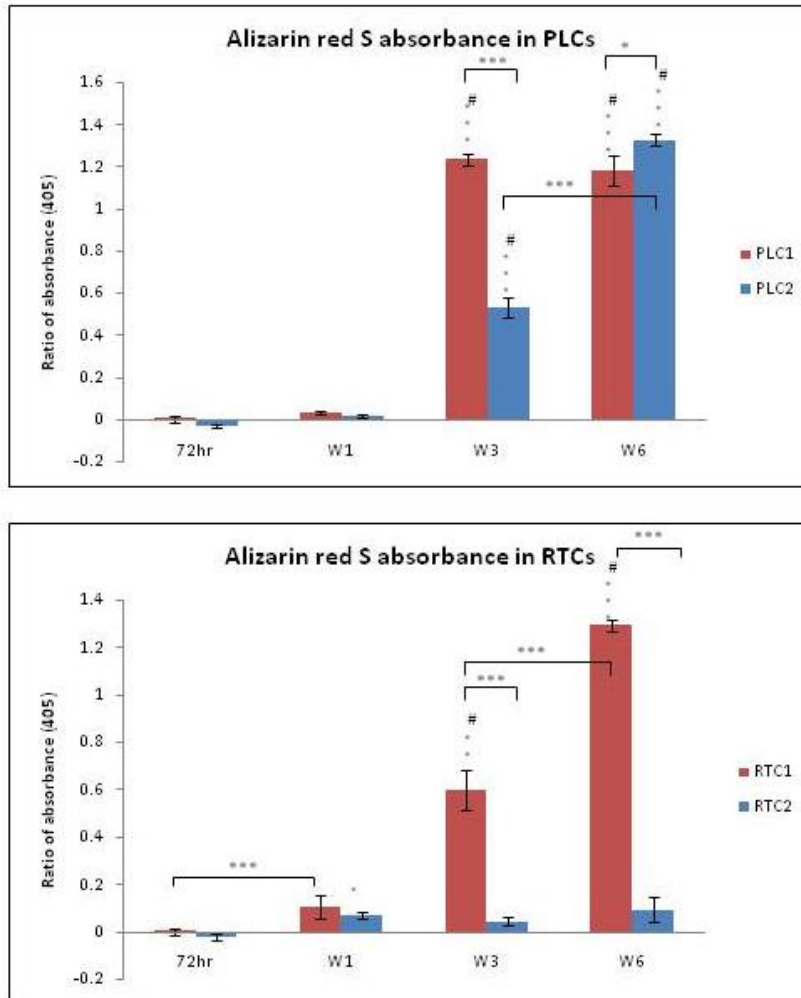 Alizarin red S absorbance in PLCs
Ratio of absorbance (405)
1.6
1.4
1.2
1
0.8
0.6
0.4
0.2
0
-0.2
72hr
W1
W3
W6
***
*
***
#
#
#
#
PLC1
PLC2
Alizarin red S absorbance in RTCs
Ratio of absorbance (405)
1.4
1.2
1
0.8
0.6
0.4
0.2
0
-0.2
72hr
W1
W3
W6
***
***
***
***
*
#
#
RTC1
RTC2